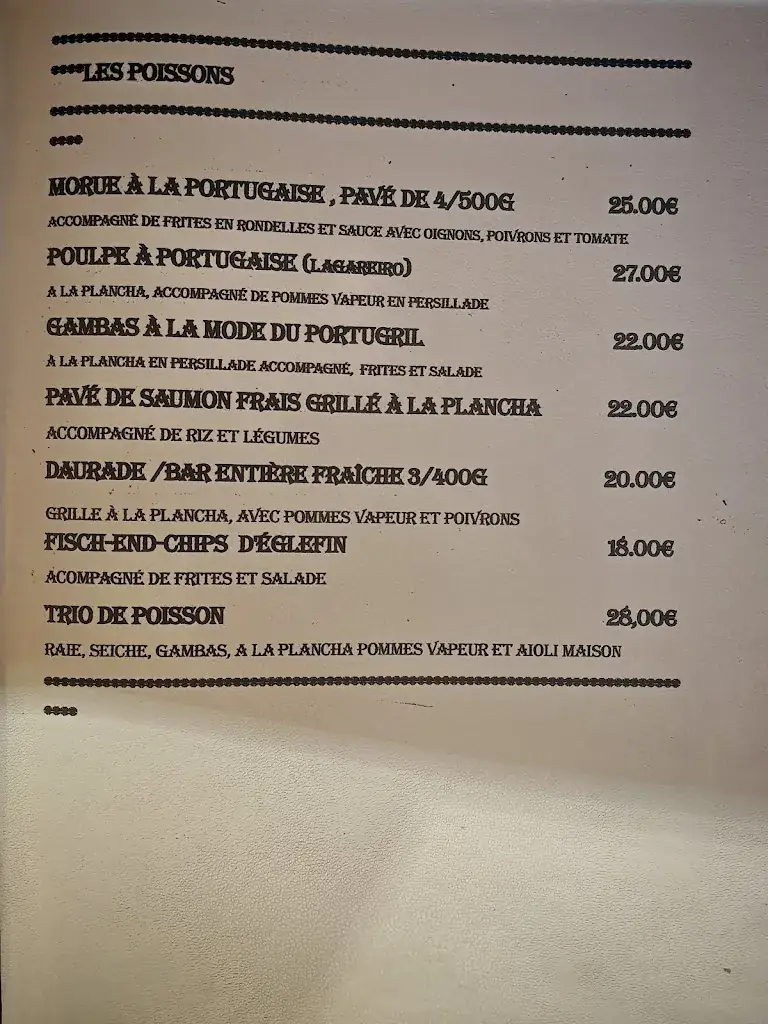 LES POISSONS
MORUE À LA PORTUGAISE , PAVÉ DE 4/500G 25.00€
ACCOMPAGNÉ DE FRITES EN RONDELLES ET SAUCE AVEC OIGNONS, POIVRONS ET TOMATE
POULPE À PORTUGAISE (LAGAREIRO) 27.00€
A LA PLANCHA, ACCOMPAGNÉ DE POMMES VAPEUR EN PERSILLADE
GAMBAS À LA MODE DU PORTUGRIL 22.00€
À LA PLANCHA EN PERSILLADE ACCOMPAGNÉ, FRITES ET SALADE
PAVÉ DE SAUMON FRAIS GRILLÉ À LA PLANCHA 22.00€
ACCOMPAGNÉ DE RIZ ET LÉGUMES
DAURADE /BAR ENTIÈRE FRAÎCHE 3/400G 20.00€
GRILLE À LA PLANCHA, AVEC POMMES VAPEUR ET POIVRONS
FISCH-END-CHIPS D'ÉGLEFIN 18.00€
ACOMPAGNÉ DE FRITES ET SALADE
TRIO DE POISSON 28,00€
RAIE, SEICHE, GAMBAS, A LA PLANCHA POMMES VAPEUR ET AIOLI MAISON